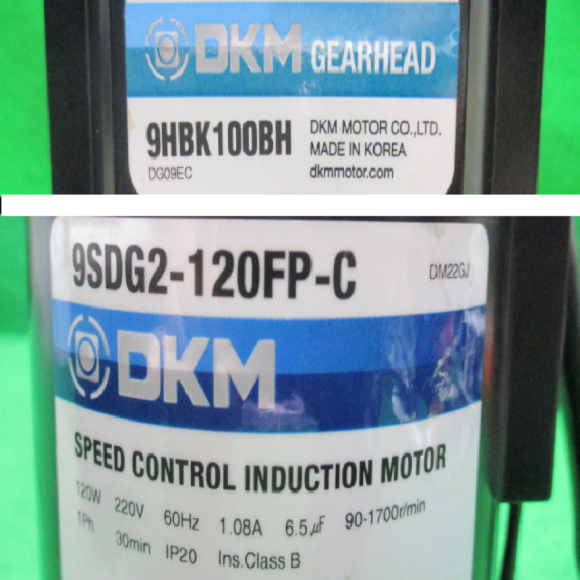 DKM GEARHEAD
9HBK100BH
DKM MOTOR CO.,LTD.
MADE IN KOREA
DG09EC
dkmmotor.com
9SDG2-120FP-C
DM22GJ
DKM
SPEED CONTROL INDUCTION MOTOR
120W 220V 60Hz 1.08A 6.5㎌ 90-1700r/min
1Ph 30min IP20 Ins.Class B